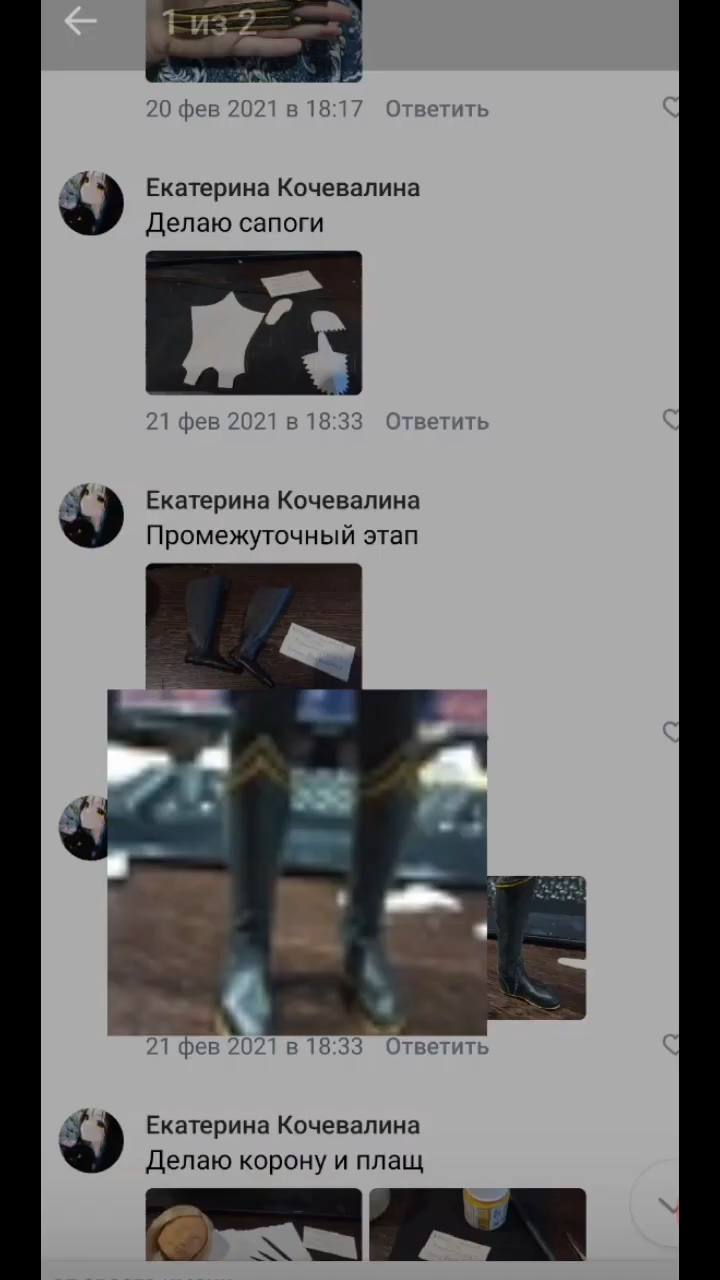 1 из 2
20 фев 2021 в 18:17 Ответить
Екатерина Кочевалина
Делаю сапоги
21 фев 2021 в 18:33 Ответить
Екатерина Кочевалина
Промежуточный этап
21 фев 2021 в 18:33 Ответить
Екатерина Кочевалина
Делаю корону и плащ